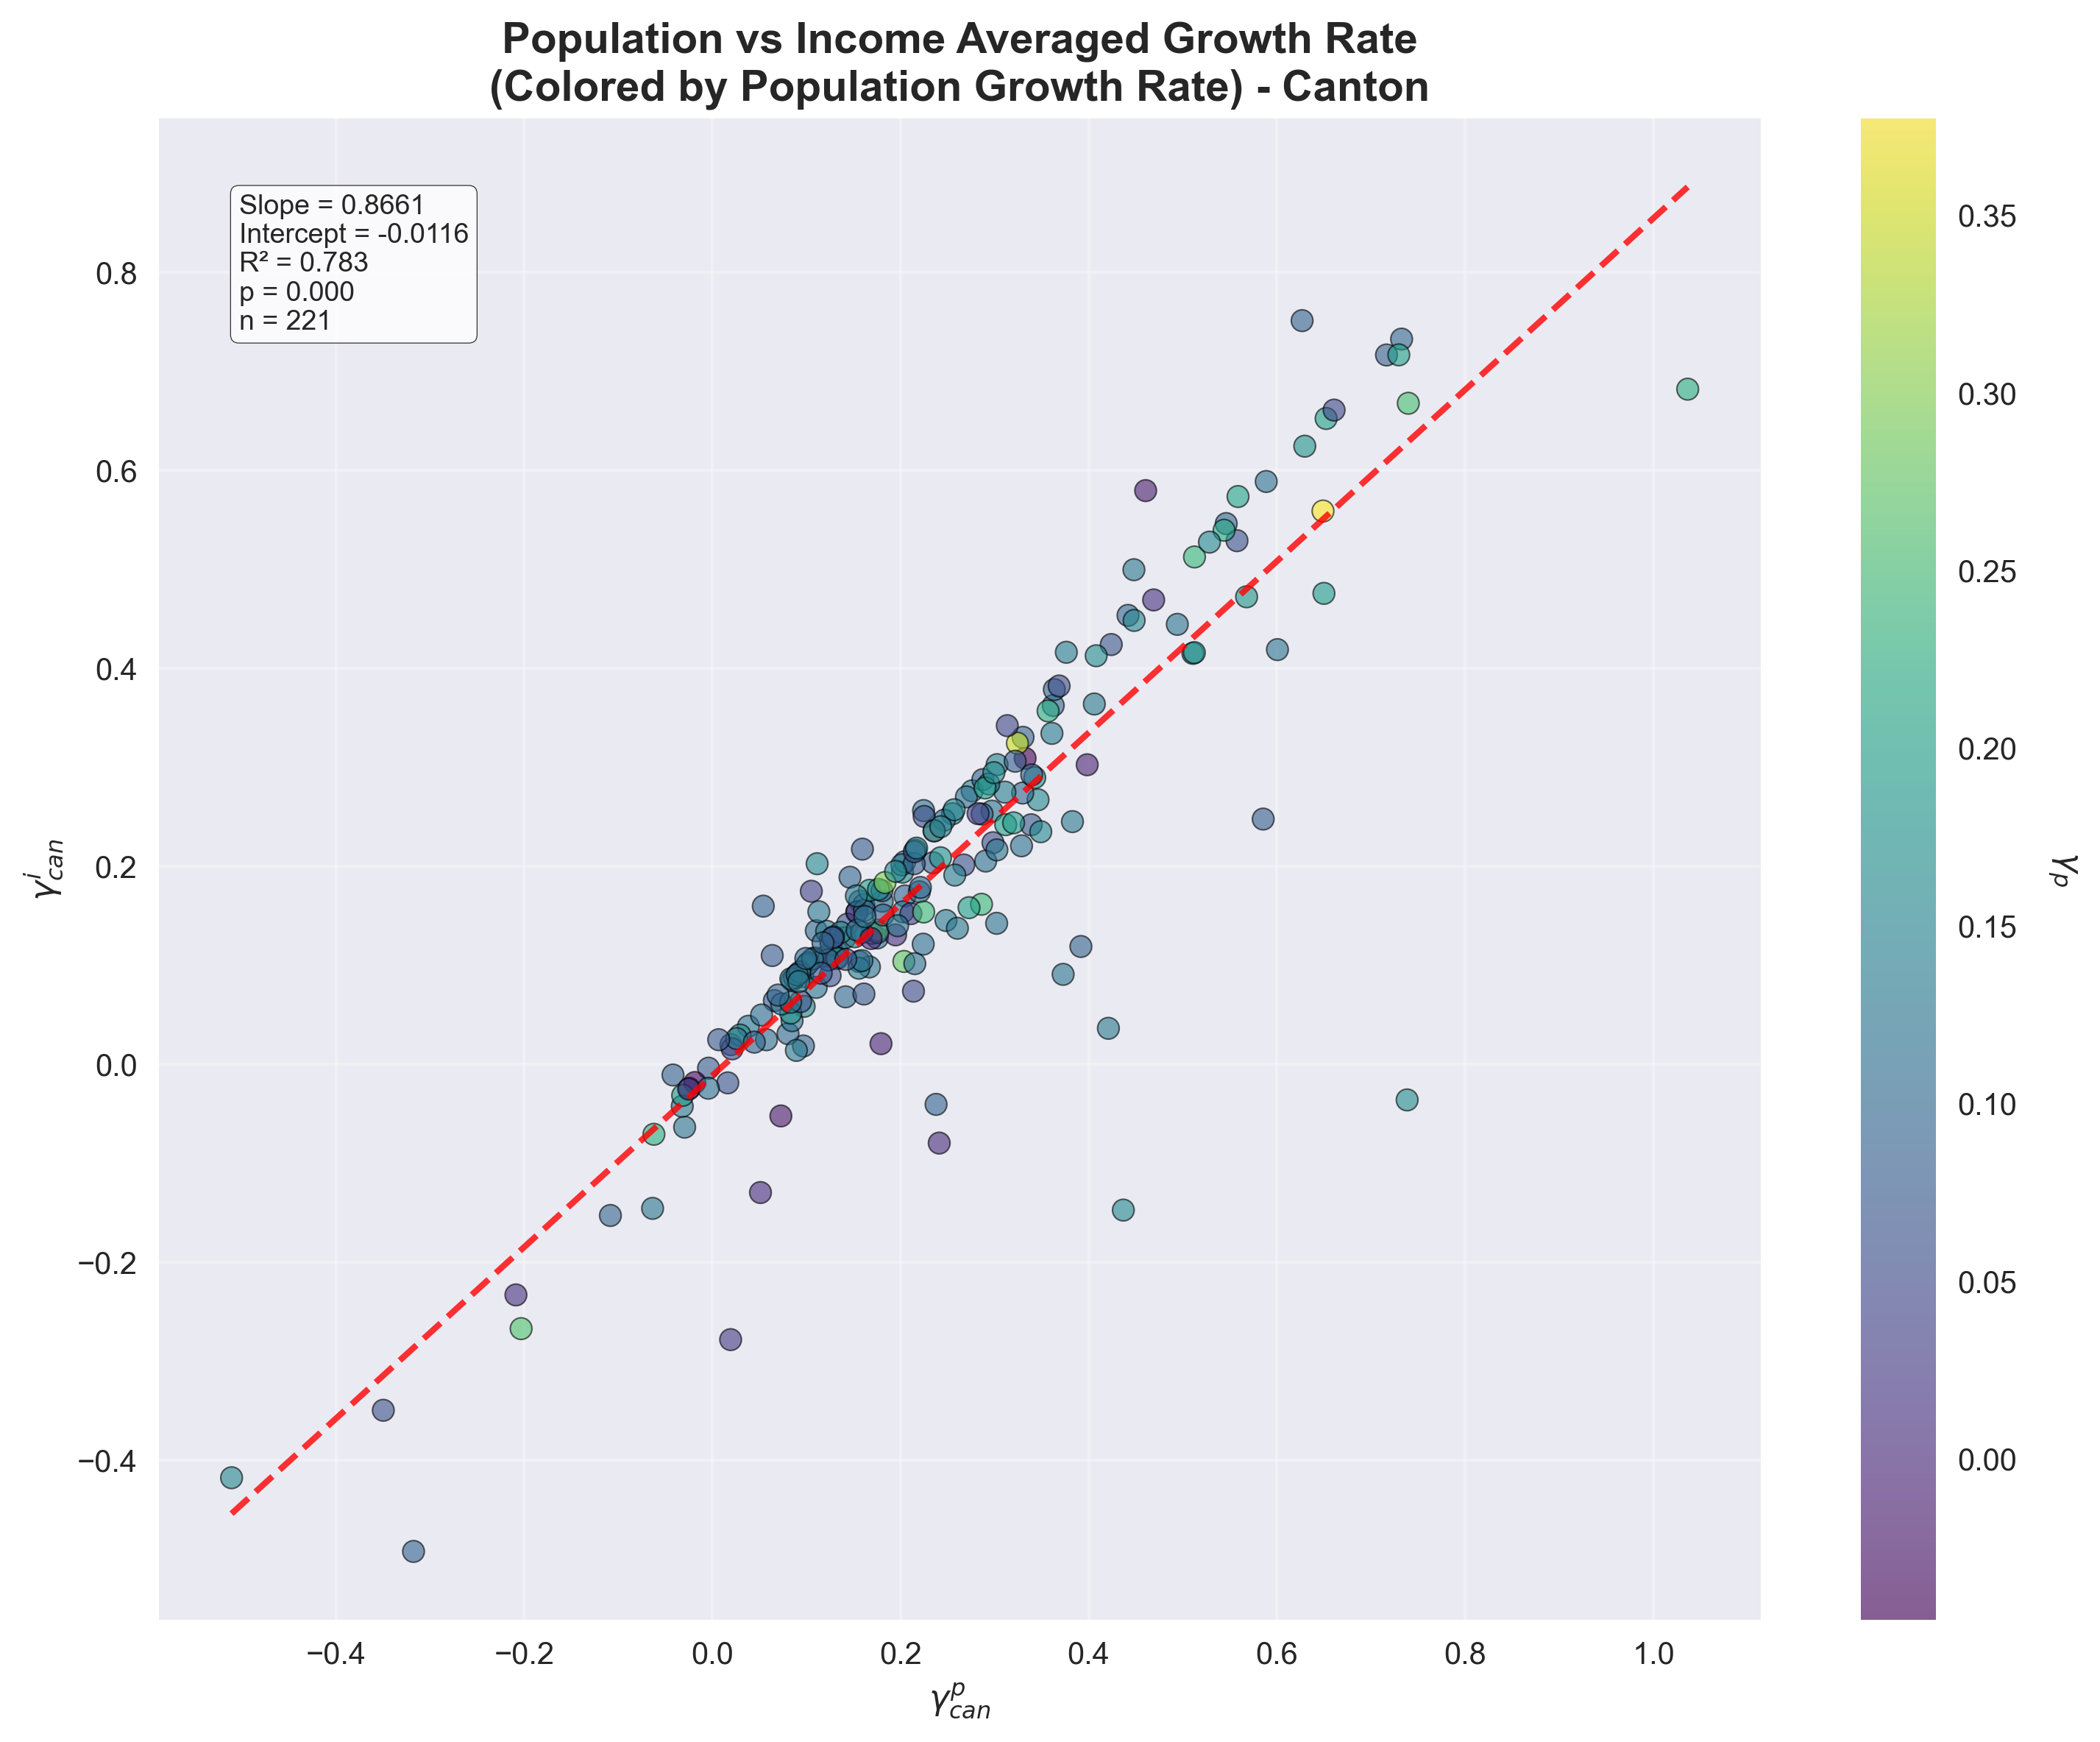 Population vs Income Averaged Growth Rate
(Colored by Population Growth Rate) - Canton
Slope = 0.8661
Intercept = -0.0116
R² = 0.783
p = 0.000
n = 221
0.8
0.6
0.4
0.2
0.0
−0.2
−0.4
γ^i_can
−0.4
−0.2
0.0
0.2
0.4
0.6
0.8
1.0
γ^p_can
0.35
0.30
0.25
0.20
0.15
0.10
0.05
0.00
γ_p